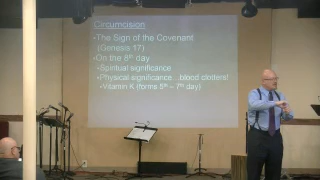 Circumcision
•The Sign of the Covenant
(Genesis 17)
•On the 8th day
•Spiritual significance
•Physical significance…blood clotters!
•Vitamin K (forms 5th – 7th day)